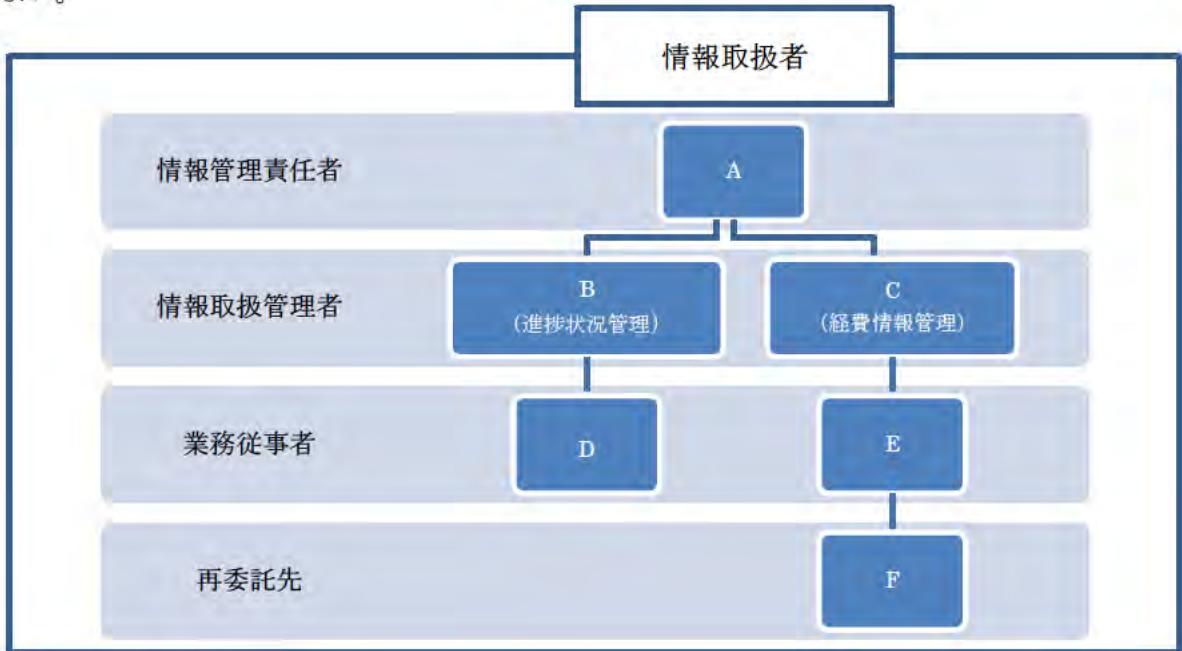 情報取扱者
情報管理責任者
A
情報取扱管理者
B
(進捗状況管理)
C
(経費情報管理)
業務従事者
D
E
再委託先
F